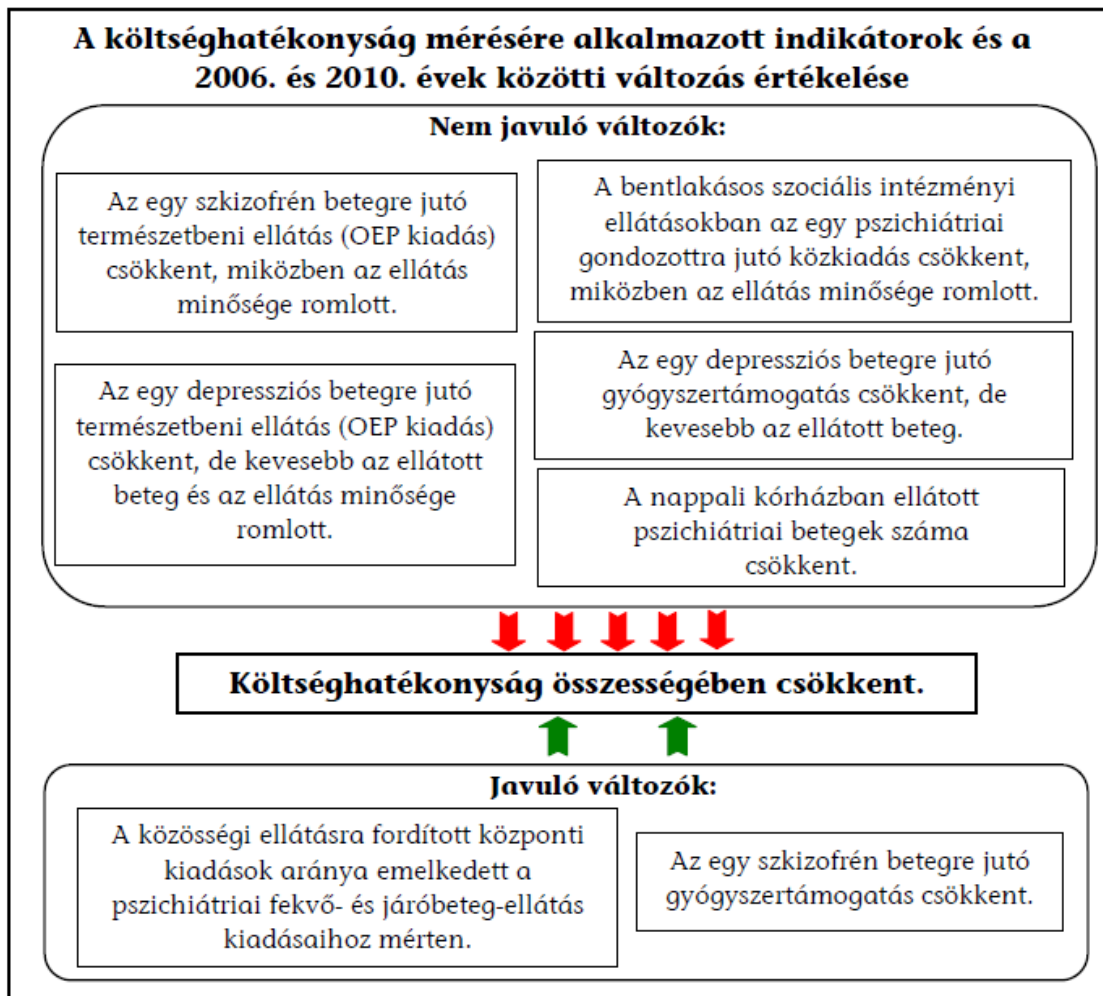 A költséghatékonyság mérésére alkalmazott indikátorok és a
2006. és 2010. évek közötti változás értékelése
Nem javuló változók:
Az egy szkizofrén betegre jutó
természetbeni ellátás (OEP kiadás)
csökkent, miközben az ellátás
minősége romlott.
A bentlakásos szociális intézményi
ellátásokban az egy pszichiátriai
gondozottra jutó közkiadás csökkent,
miközben az ellátás minősége romlott.
Az egy depressziós betegre jutó
természetbeni ellátás (OEP kiadás)
csökkent, de kevesebb az ellátott
beteg és az ellátás minősége
romlott.
Az egy depressziós betegre jutó
gyógyszertámogatás csökkent, de
kevesebb az ellátott beteg.
A nappali kórházban ellátott
pszichiátriai betegek száma
csökkent.
Költséghatékonyság összességében csökkent.
Javuló változók:
A közösségi ellátásra fordított központi
kiadások aránya emelkedett a
pszichiátriai fekvő- és járóbeteg-ellátás
kiadásaihoz mérten.
Az egy szkizofrén betegre jutó
gyógyszertámogatás csökkent.